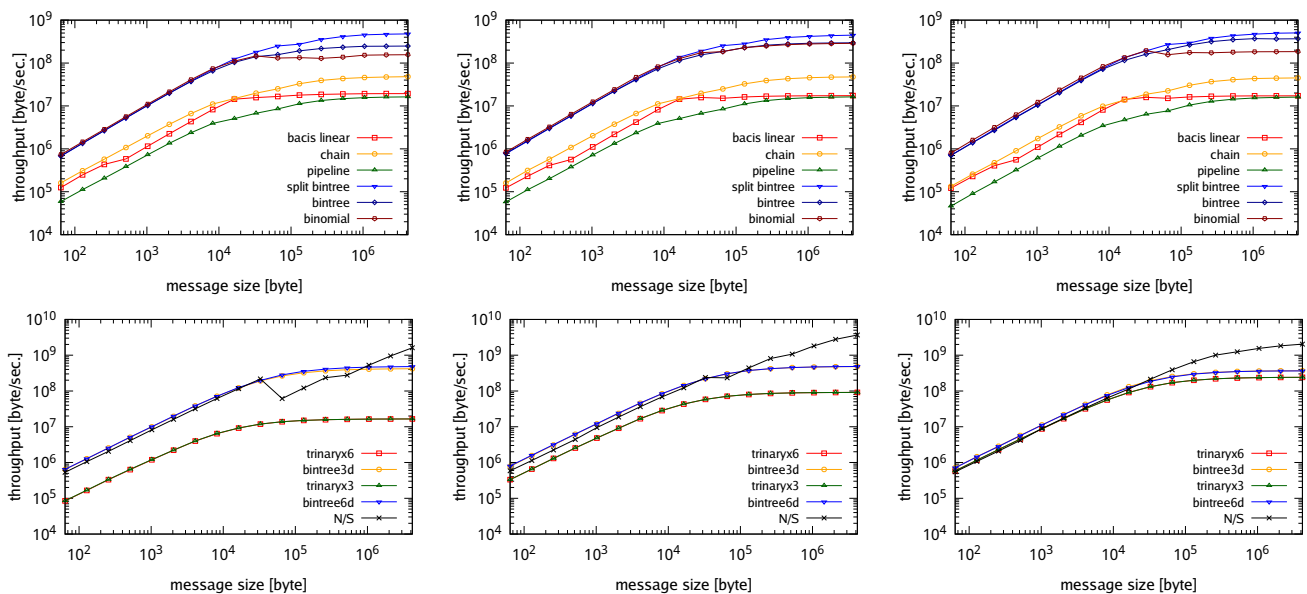 throughput [byte/sec.]
10^9
10^8
10^7
10^6
10^5
10^4
bacis linear
chain
pipeline
split bintree
bintree
binomial
10^2 10^3 10^4 10^5 10^6
message size [byte]
throughput [byte/sec.]
10^9
10^8
10^7
10^6
10^5
10^4
bacis linear
chain
pipeline
split bintree
bintree
binomial
10^2 10^3 10^4 10^5 10^6
message size [byte]
throughput [byte/sec.]
10^9
10^8
10^7
10^6
10^5
10^4
bacis linear
chain
pipeline
split bintree
bintree
binomial
10^2 10^3 10^4 10^5 10^6
message size [byte]
throughput [byte/sec.]
10^10
10^9
10^8
10^7
10^6
10^5
10^4
trinaryx6
bintree3d
trinaryx3
bintree6d
N/S
10^2 10^3 10^4 10^5 10^6
message size [byte]
throughput [byte/sec.]
10^10
10^9
10^8
10^7
10^6
10^5
10^4
trinaryx6
bintree3d
trinaryx3
bintree6d
N/S
10^2 10^3 10^4 10^5 10^6
message size [byte]
throughput [byte/sec.]
10^10
10^9
10^8
10^7
10^6
10^5
10^4
trinaryx6
bintree3d
trinaryx3
bintree6d
N/S
10^2 10^3 10^4 10^5 10^6
message size [byte]